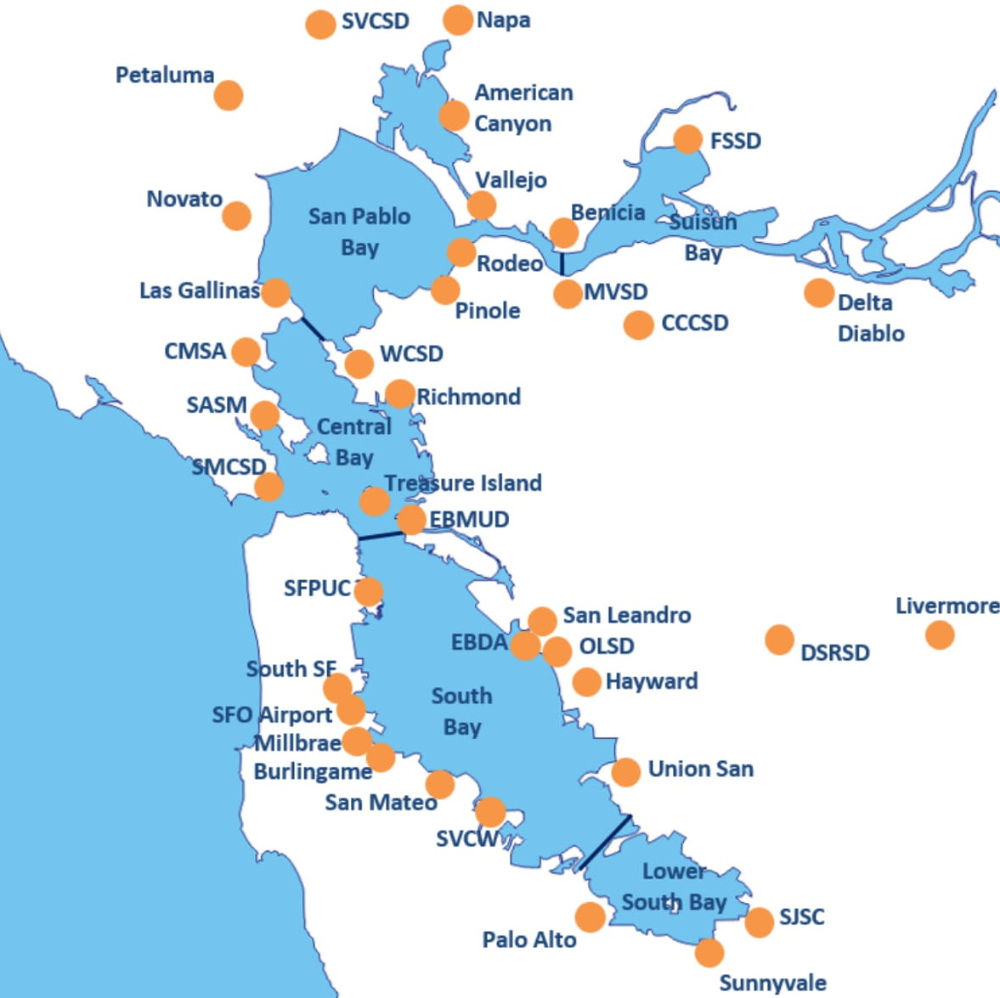 SVCSD
Napa
Petaluma
American
Canyon
FSSD
Vallejo
Novato
San Pablo
Bay
Benicia
Suisun
Bay
Rodeo
Las Gallinas
Pinole
MVSD
Delta
Diablo
CCCSD
CMSA
WCSD
Richmond
SASM
Central
Bay
SMCSD
Treasure Island
EBMUD
SFPUC
San Leandro
Livermore
EBDA
OLSD
DSRSD
South SF
Hayward
South
Bay
SFO Airport
Millbrae
Burlingame
Union San
San Mateo
SVCW
Lower
South Bay
SJSC
Palo Alto
Sunnyvale